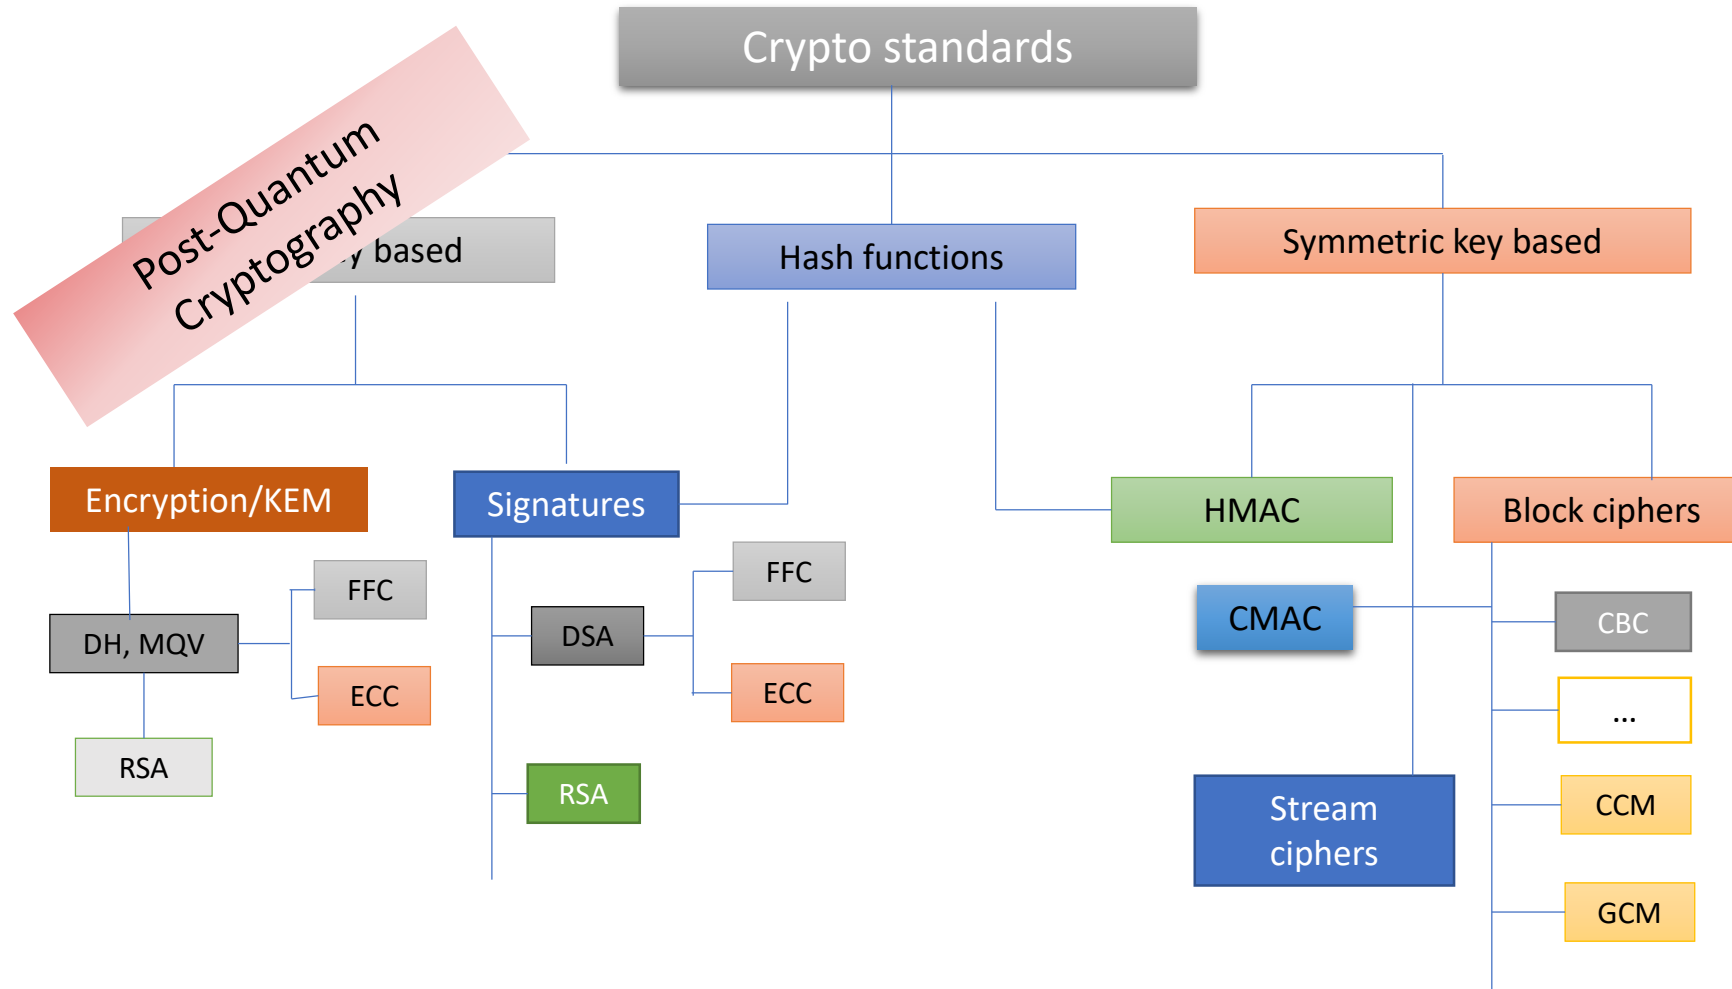 Crypto standards
Post-Quantum
Cryptography
y based
Hash functions
Symmetric key based
Encryption/KEM
Signatures
HMAC
Block ciphers
FFC
FFC
DH, MQV
DSA
CMAC
CBC
ECC
ECC
...
RSA
RSA
Stream
ciphers
CCM
GCM